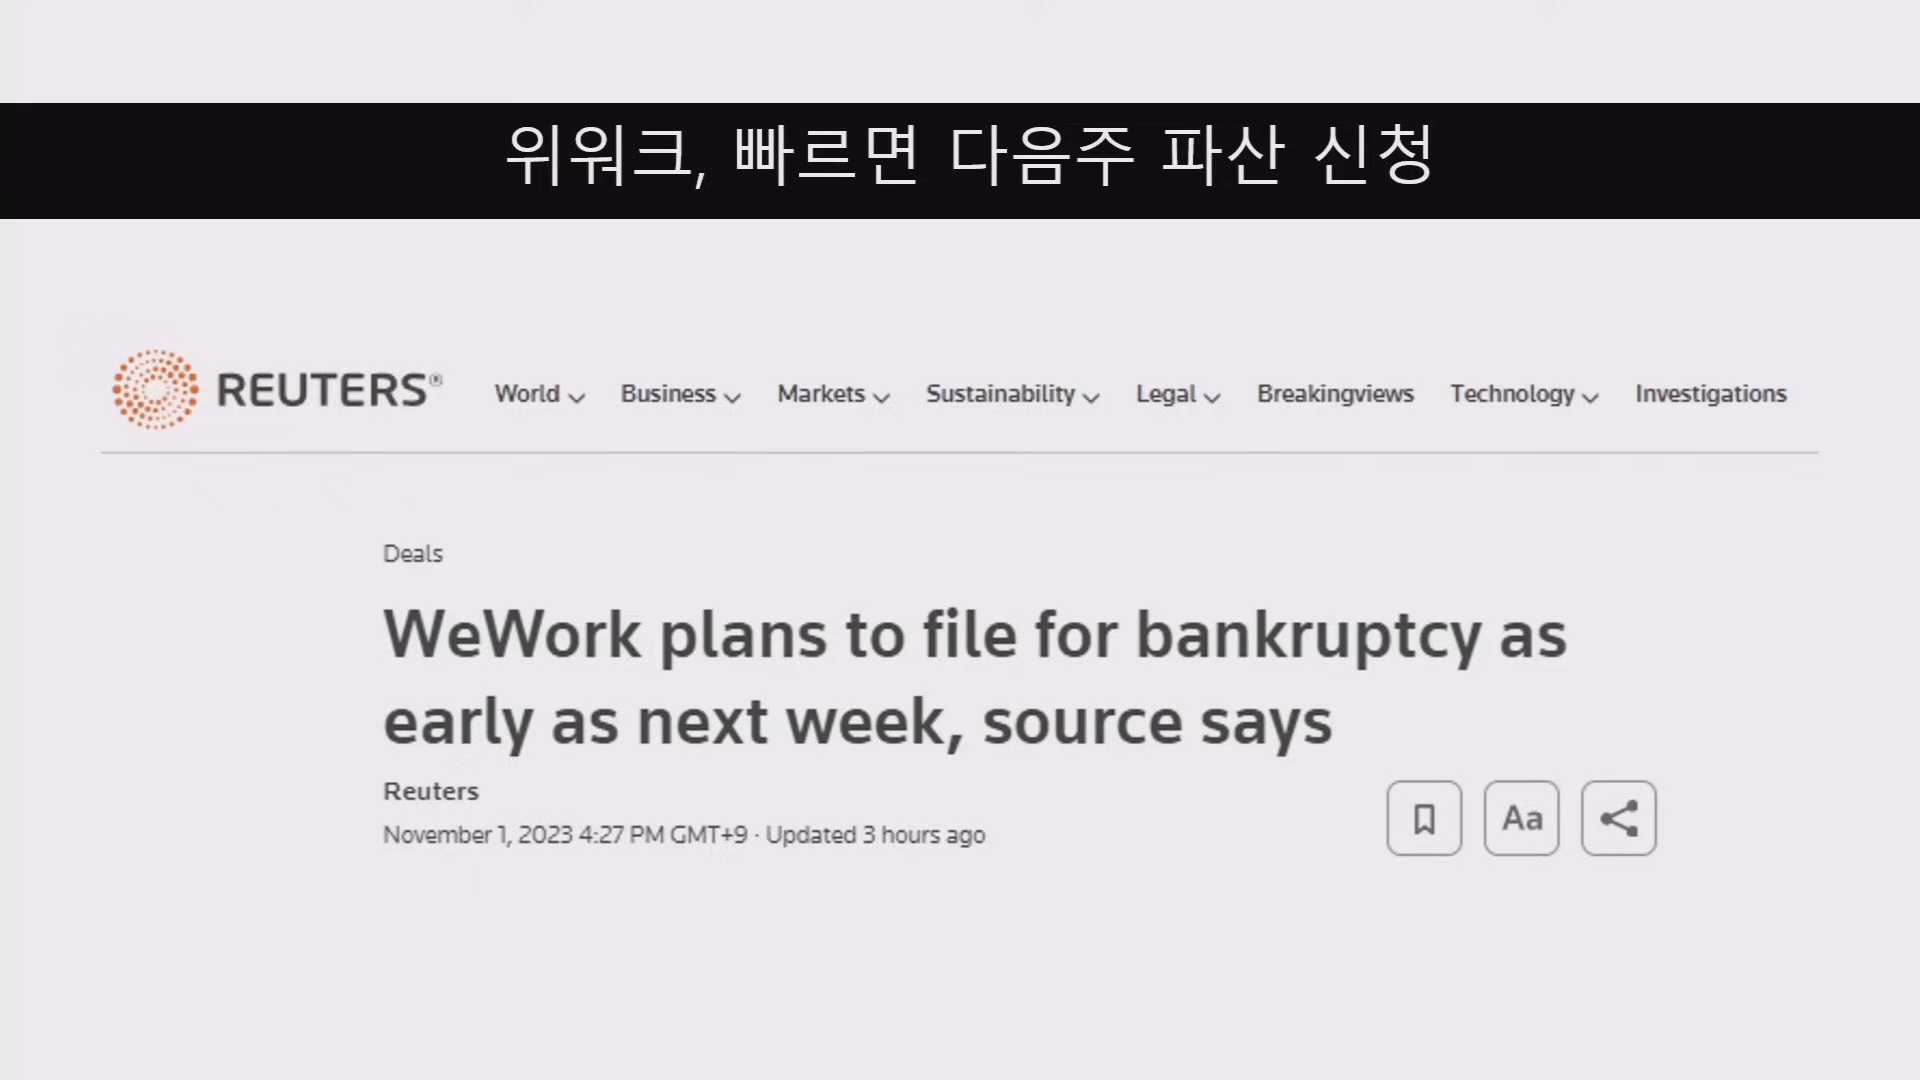 위워크, 빠르면 다음주 파산 신청
REUTERS® World Business Markets Sustainability Legal Breakingviews Technology Investigations
Deals
WeWork plans to file for bankruptcy as
early as next week, source says
Reuters
November 1, 2023 4:27 PM GMT+9 · Updated 3 hours ago
Aa